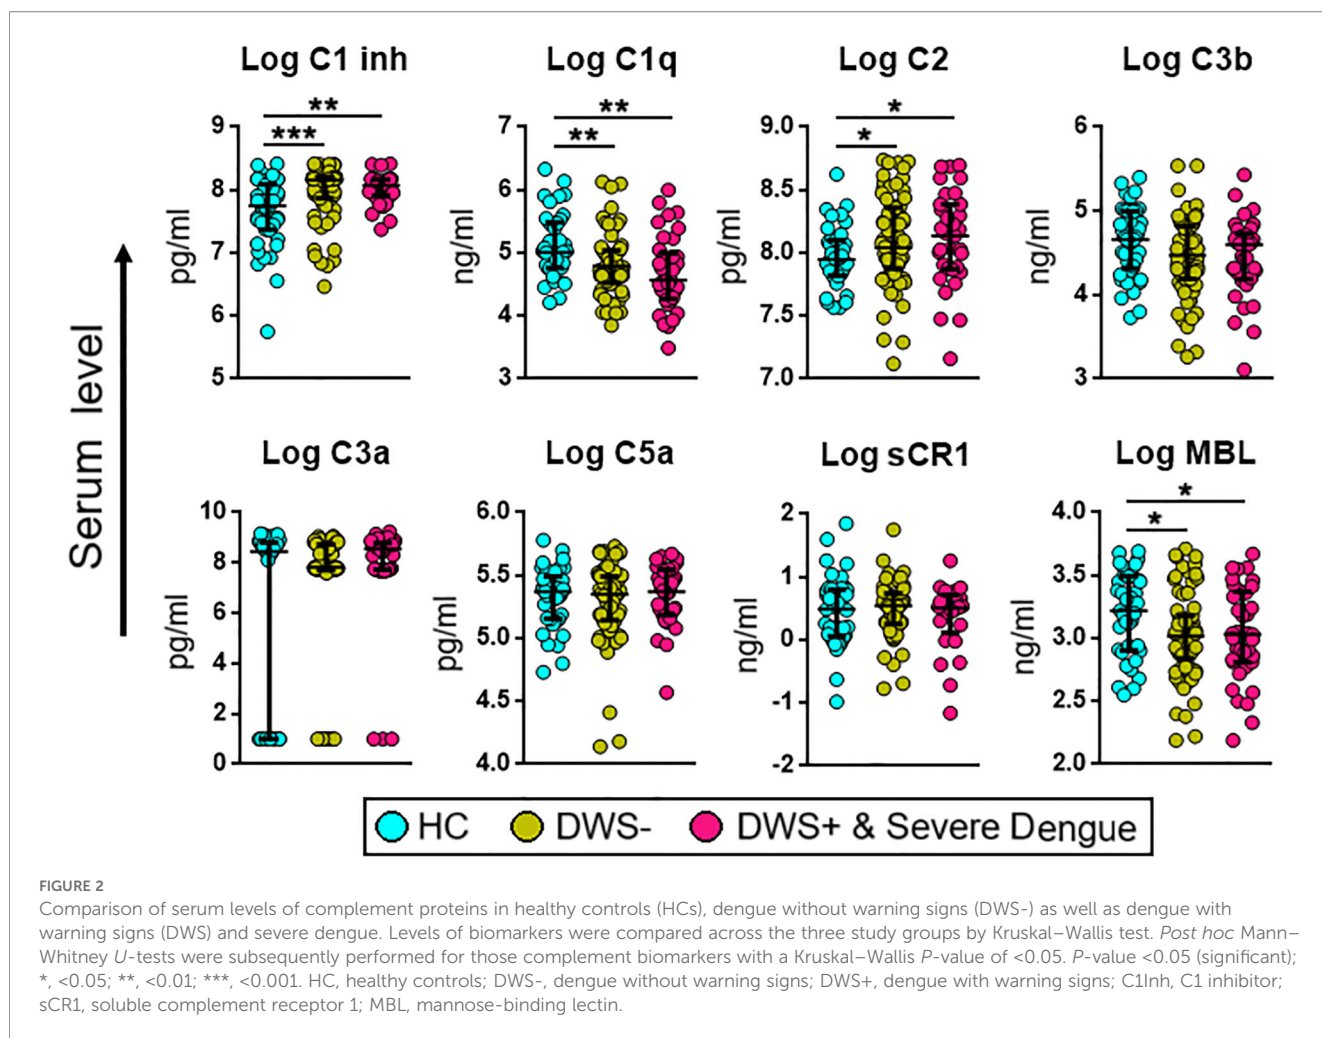 Log C1 inh
Log C1q
Log C2
Log C3b
**
***
**
**
*
*
9
8
7
6
5
pg/ml
7
6
5
4
3
ng/ml
9.0
8.5
8.0
7.5
7.0
pg/ml
6
5
4
3
ng/ml
Serum level
Log C3a
Log C5a
Log sCR1
Log MBL
*
*
10
8
6
4
2
0
pg/ml
6.0
5.5
5.0
4.5
4.0
pg/ml
2
1
0
-1
-2
ng/ml
4.0
3.5
3.0
2.5
2.0
ng/ml
HC DWS- DWS+ & Severe Dengue
FIGURE 2
Comparison of serum levels of complement proteins in healthy controls (HCs), dengue without warning signs (DWS-) as well as dengue with
warning signs (DWS) and severe dengue. Levels of biomarkers were compared across the three study groups by Kruskal–Wallis test. Post hoc Mann–
Whitney U-tests were subsequently performed for those complement biomarkers with a Kruskal–Wallis P-value of <0.05. P-value <0.05 (significant);
*, <0.05; **, <0.01; ***, <0.001. HC, healthy controls; DWS-, dengue without warning signs; DWS+, dengue with warning signs; C1Inh, C1 inhibitor;
sCR1, soluble complement receptor 1; MBL, mannose-binding lectin.